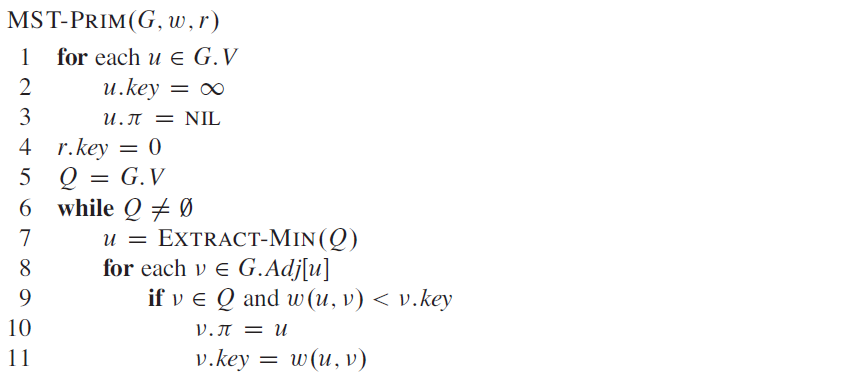 MST-PRIM(G, w, r)
1 for each u ∈ G.V
2 u.key = ∞
3 u.π = NIL
4 r.key = 0
5 Q = G.V
6 while Q ≠ ∅
7 u = EXTRACT-MIN(Q)
8 for each v ∈ G.Adj[u]
9 if v ∈ Q and w(u, v) < v.key
10 v.π = u
11 v.key = w(u, v)